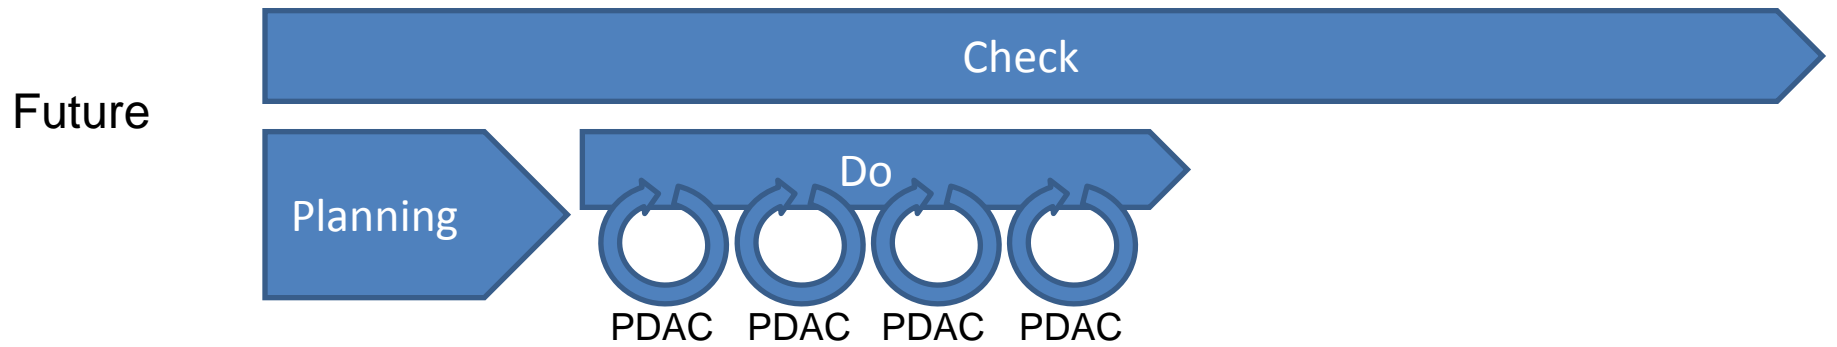 Check
Future
Do
Planning
PDAC PDAC PDAC PDAC